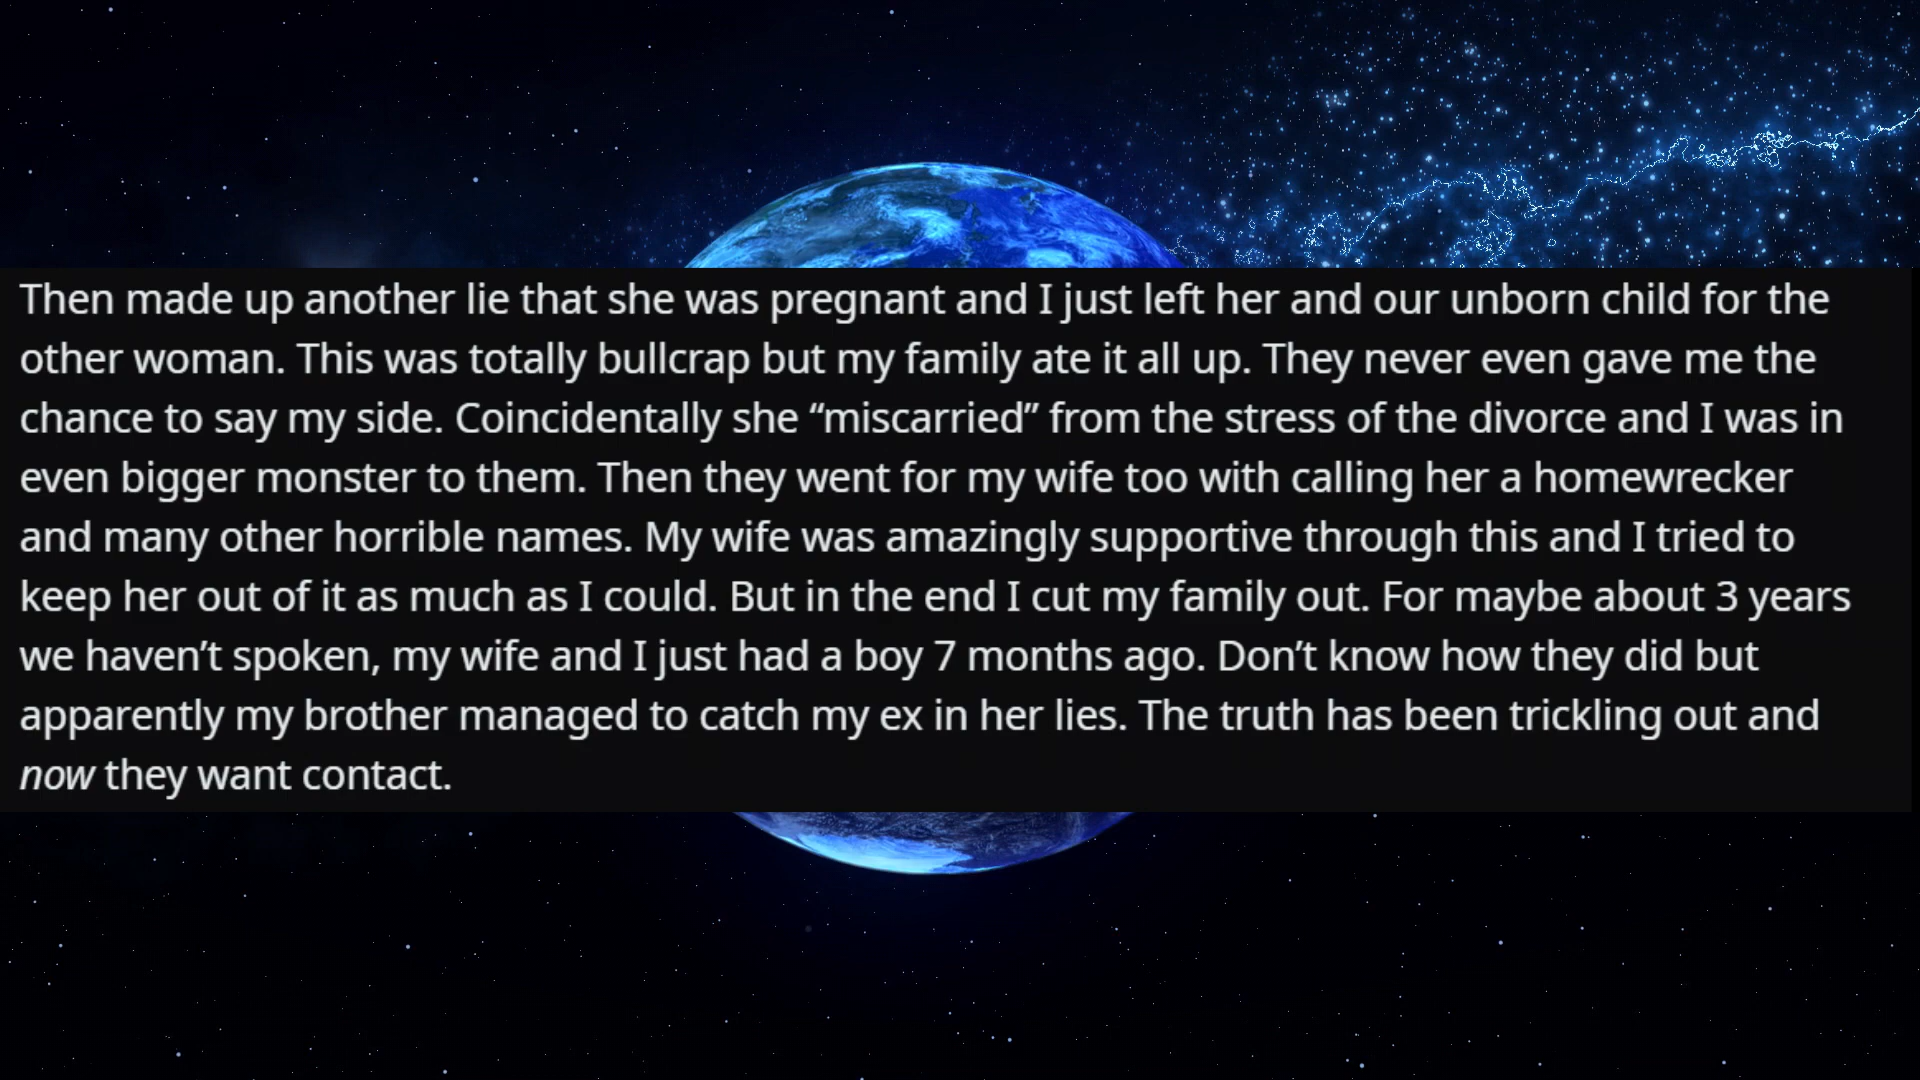 Then made up another lie that she was pregnant and I just left her and our unborn child for the
other woman. This was totally bullcrap but my family ate it all up. They never even gave me the
chance to say my side. Coincidentally she “miscarried” from the stress of the divorce and I was in
even bigger monster to them. Then they went for my wife too with calling her a homewrecker
and many other horrible names. My wife was amazingly supportive through this and I tried to
keep her out of it as much as I could. But in the end I cut my family out. For maybe about 3 years
we haven’t spoken, my wife and I just had a boy 7 months ago. Don’t know how they did but
apparently my brother managed to catch my ex in her lies. The truth has been trickling out and
now they want contact.